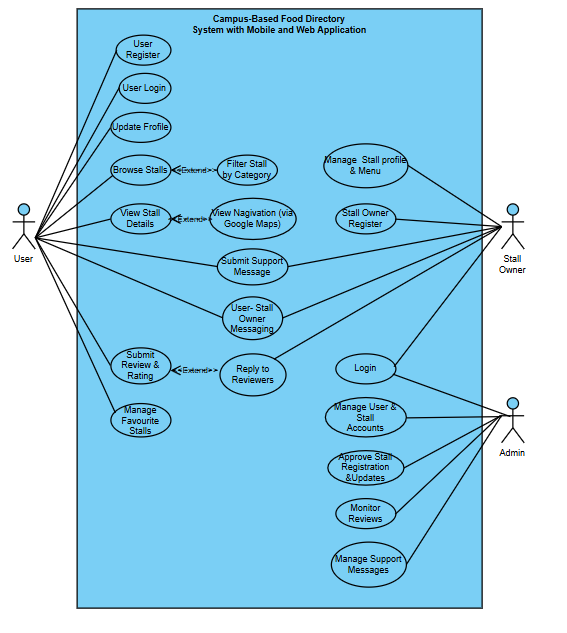 Campus-Based Food Directory
System with Mobile and Web Application
User
Register
User Login
Update Frofile
Browse Stalls
<<Extend>>
Filter Stall
by Category
Manage Stall profile
& Menu
View Stall
Details
<<Extend>>
View Nagivation (via
Google Maps)
Stall Owner
Register
User
Stall
Owner
Submit Support
Message
User- Stall
Owner
Messaging
Submit
Review &
Rating
<<Extend>>
Reply to
Reviewers
Login
Manage
Favourite
Stalls
Manage User &
Stall
Accounts
Admin
Approve Stall
Registration
&Updates
Monitor
Reviews
Manage Support
Messages